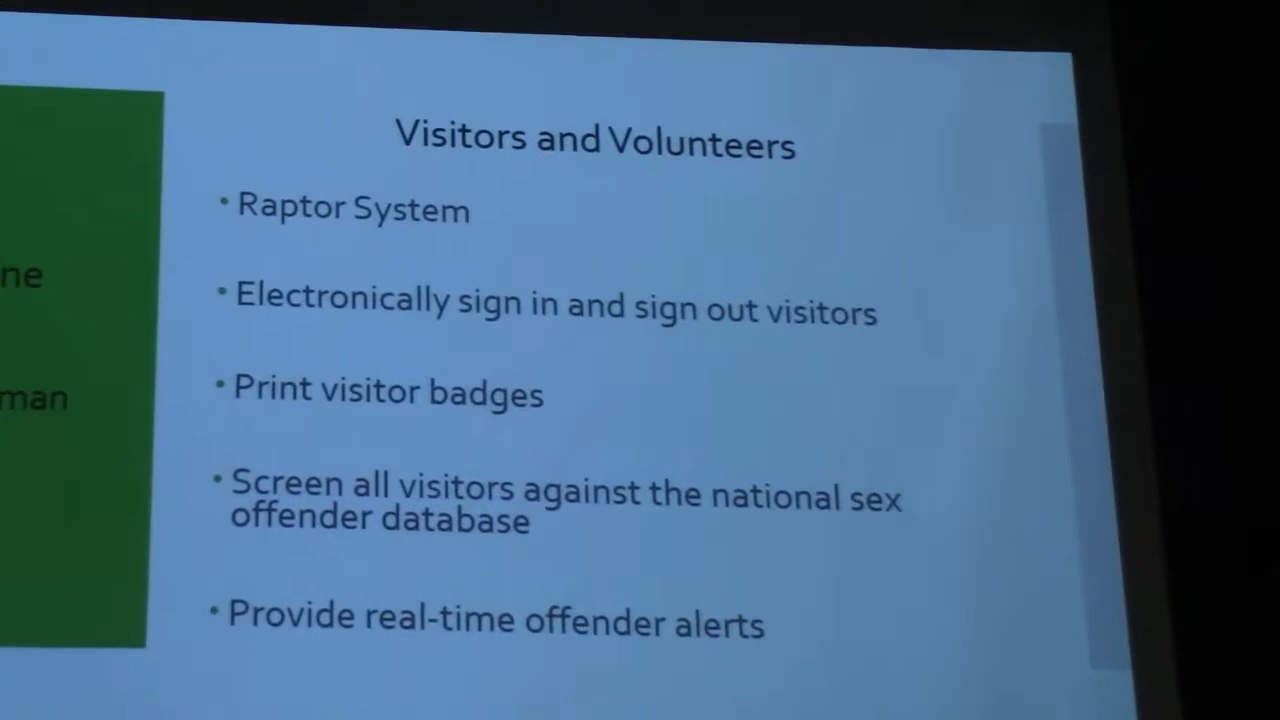 ne
man
Visitors and Volunteers
• Raptor System
• Electronically sign in and sign out visitors
• Print visitor badges
• Screen all visitors against the national sex
offender database
• Provide real-time offender alerts